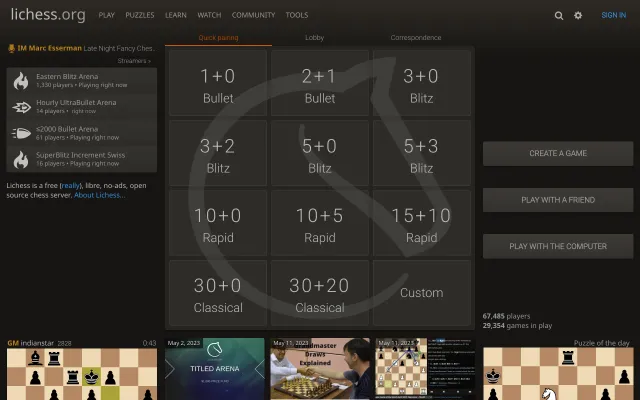 lichess.org PLAY PUZZLES LEARN WATCH COMMUNITY TOOLS SIGN IN
IM Marc Esserman Late Night Fancy Ches
Streamers »
Eastern Blitz Arena
1,330 players • Playing right now
Hourly UltraBullet Arena
14 players • right now
≤2000 Bullet Arena
61 players • Playing right now
SuperBlitz Increment Swiss
16 players • Playing right now
Lichess is a free (really), libre, no-ads, open
source chess server. About Lichess...
Quick pairing Lobby Correspondence
1+0
Bullet
2+1
Bullet
3+0
Blitz
3+2
Blitz
5+0
Blitz
5+3
Blitz
10+0
Rapid
10+5
Rapid
15+10
Rapid
30+0
Classical
30+20
Classical
Custom
CREATE A GAME
PLAY WITH A FRIEND
PLAY WITH THE COMPUTER
67,485 players
29,354 games in play
GM indianstar 2828 0:43
May 2, 2023
TITLED ARENA
May 11, 2023
Draws
Explained
May 11, 2023
Puzzle of the day